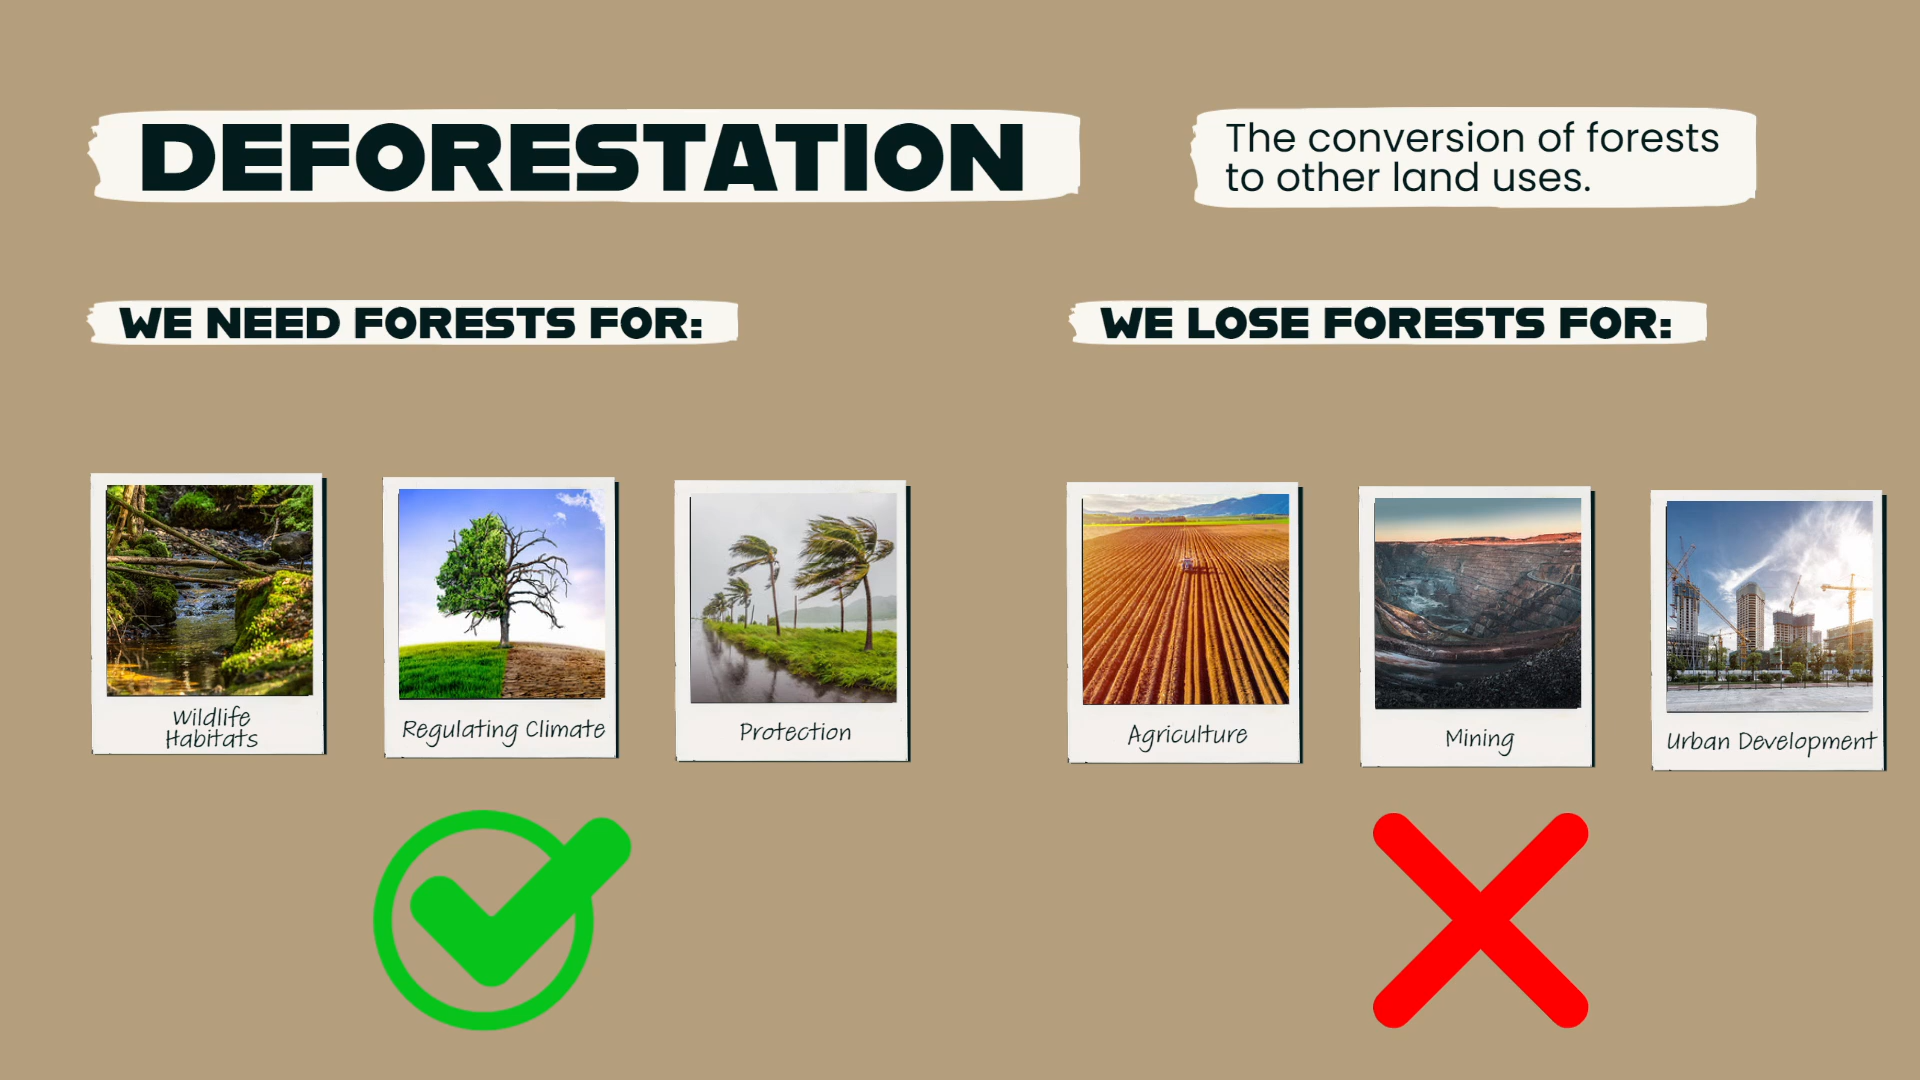 DEFORESTATION
The conversion of forests
to other land uses.
WE NEED FORESTS FOR:
WE LOSE FORESTS FOR:
Wildlife
Habitats
Regulating Climate
Protection
Agriculture
Mining
Urban Development